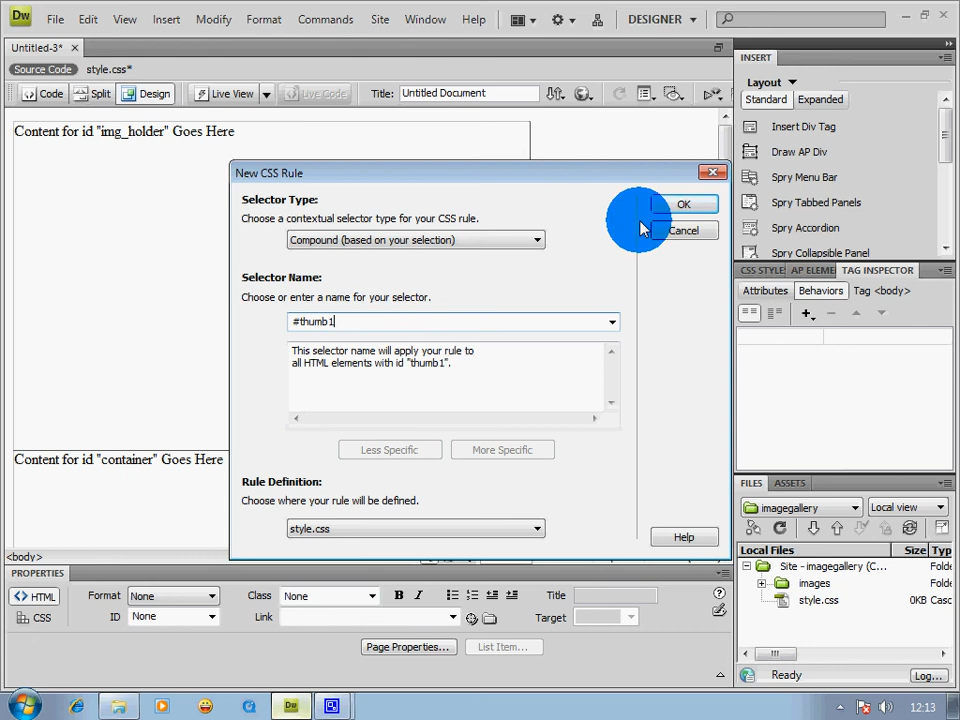 Dw File Edit View Insert Modify Format Commands Site Window Help DESIGNER
Untitled-3*
Source Code style.css*
Code Split Design Live View Live Code Title: Untitled Document
Content for id "img_holder" Goes Here
Content for id "container" Goes Here
<body>
New CSS Rule
Selector Type:
Choose a contextual selector type for your CSS rule.
Compound (based on your selection)
Selector Name:
Choose or enter a name for your selector.
#thumb1
This selector name will apply your rule to
all HTML elements with id "thumb1".
Less Specific More Specific
Rule Definition:
Choose where your rule will be defined.
style.css
OK
Cancel
Help
INSERT
Layout
Standard Expanded
Insert Div Tag
Draw AP Div
Spry Menu Bar
Spry Tabbed Panels
Spry Accordion
Spry Collapsible Panel
CSS STYLE AP ELEME TAG INSPECTOR
Attributes Behaviors Tag <body>
FILES ASSETS
imagegallery Local view
Local Files Size Typ
Site - imagegallery (C... Folde
images Folde
style.css 0KB Casc
Ready Log...
PROPERTIES
HTML Format None Class None B I Title
CSS ID None Link Target
Page Properties... List Item...
Dw 12:13